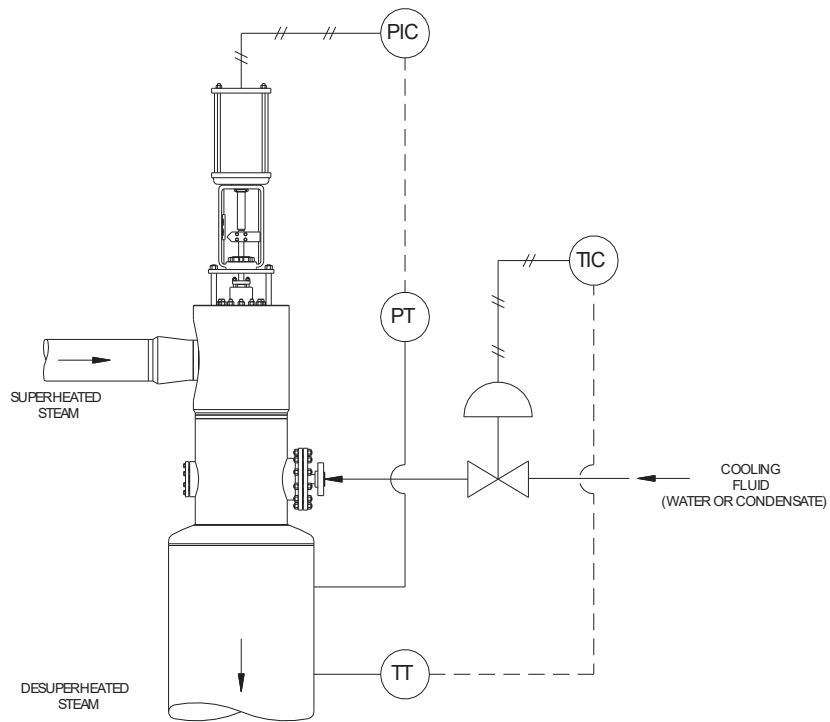 PIC
TIC
PT
SUPERHEATED
STEAM
COOLING
FLUID
(WATER OR CONDENSATE)
TT
DESUPERHEATED
STEAM